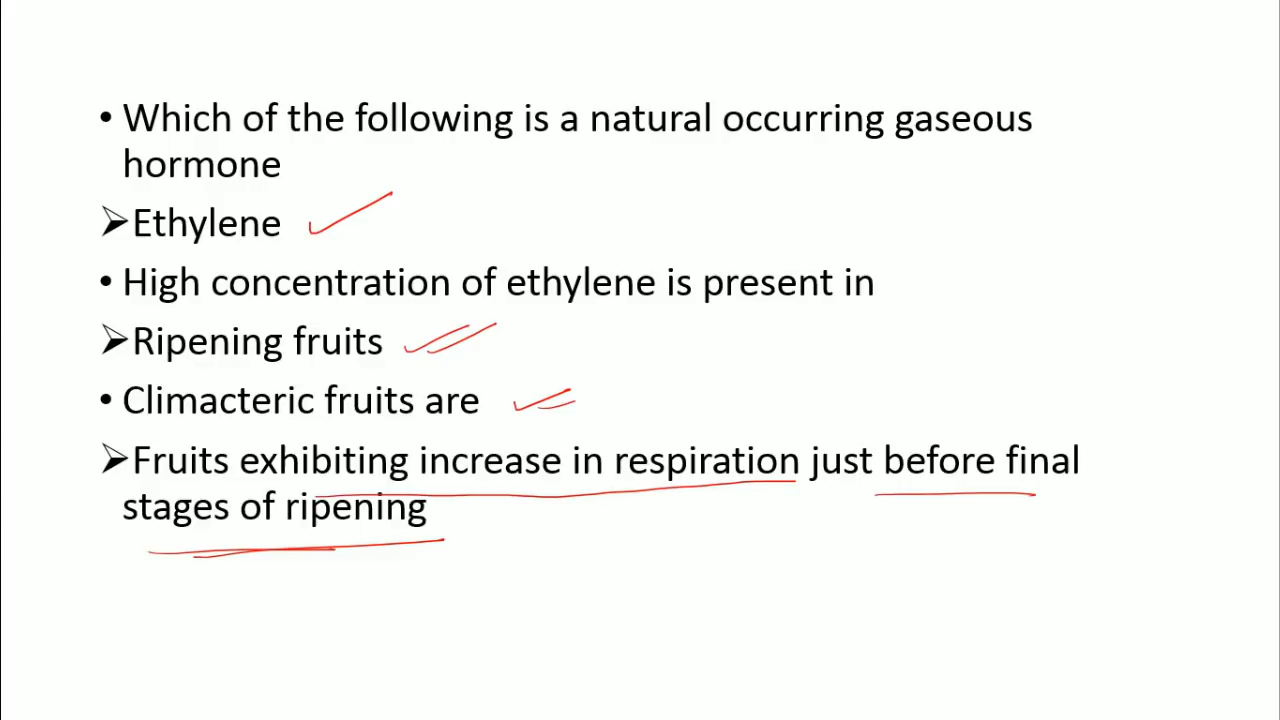 • Which of the following is a natural occurring gaseous
hormone
➢Ethylene
• High concentration of ethylene is present in
➢Ripening fruits
• Climacteric fruits are
➢Fruits exhibiting increase in respiration just before final
stages of ripening